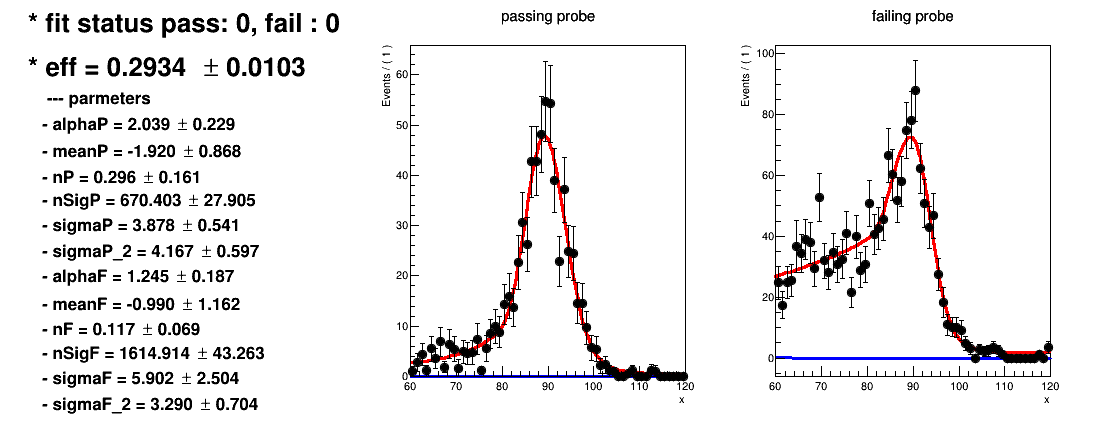 * fit status pass: 0, fail : 0
* eff = 0.2934 ± 0.0103
--- parmeters
- alphaP = 2.039 ± 0.229
- meanP = -1.920 ± 0.868
- nP = 0.296 ± 0.161
- nSigP = 670.403 ± 27.905
- sigmaP = 3.878 ± 0.541
- sigmaP_2 = 4.167 ± 0.597
- alphaF = 1.245 ± 0.187
- meanF = -0.990 ± 1.162
- nF = 0.117 ± 0.069
- nSigF = 1614.914 ± 43.263
- sigmaF = 5.902 ± 2.504
- sigmaF_2 = 3.290 ± 0.704
passing probe
Events / ( 1 )
60
50
40
30
20
10
0
60 70 80 90 100 110 120
x
failing probe
Events / ( 1 )
100
80
60
40
20
0
60 70 80 90 100 110 120
x